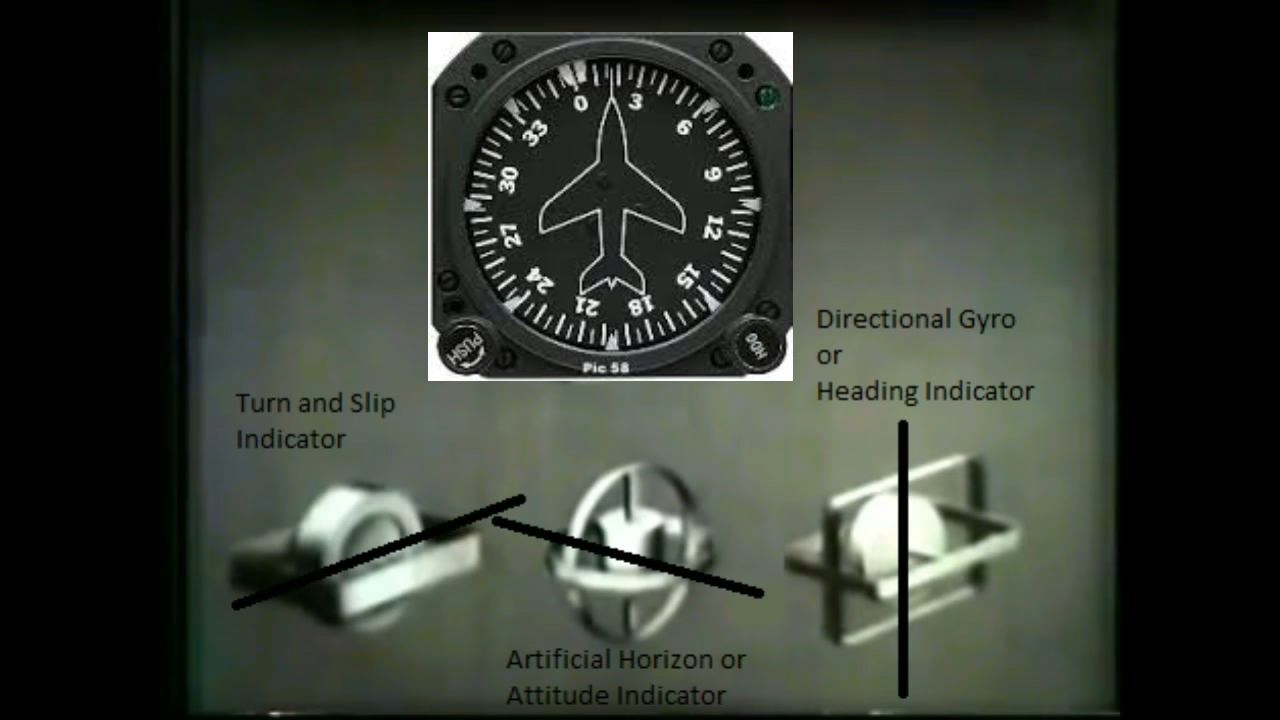 0
3
6
9
12
15
18
21
24
27
30
33
PUSH
HDG
Pic 58
Directional Gyro
or
Heading Indicator
Turn and Slip
Indicator
Artificial Horizon or
Attitude Indicator